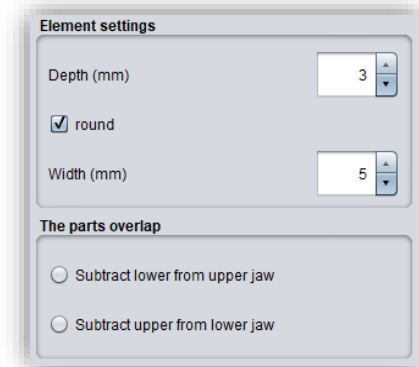 Element settings
Depth (mm) 3
round
Width (mm) 5
The parts overlap
Subtract lower from upper jaw
Subtract upper from lower jaw